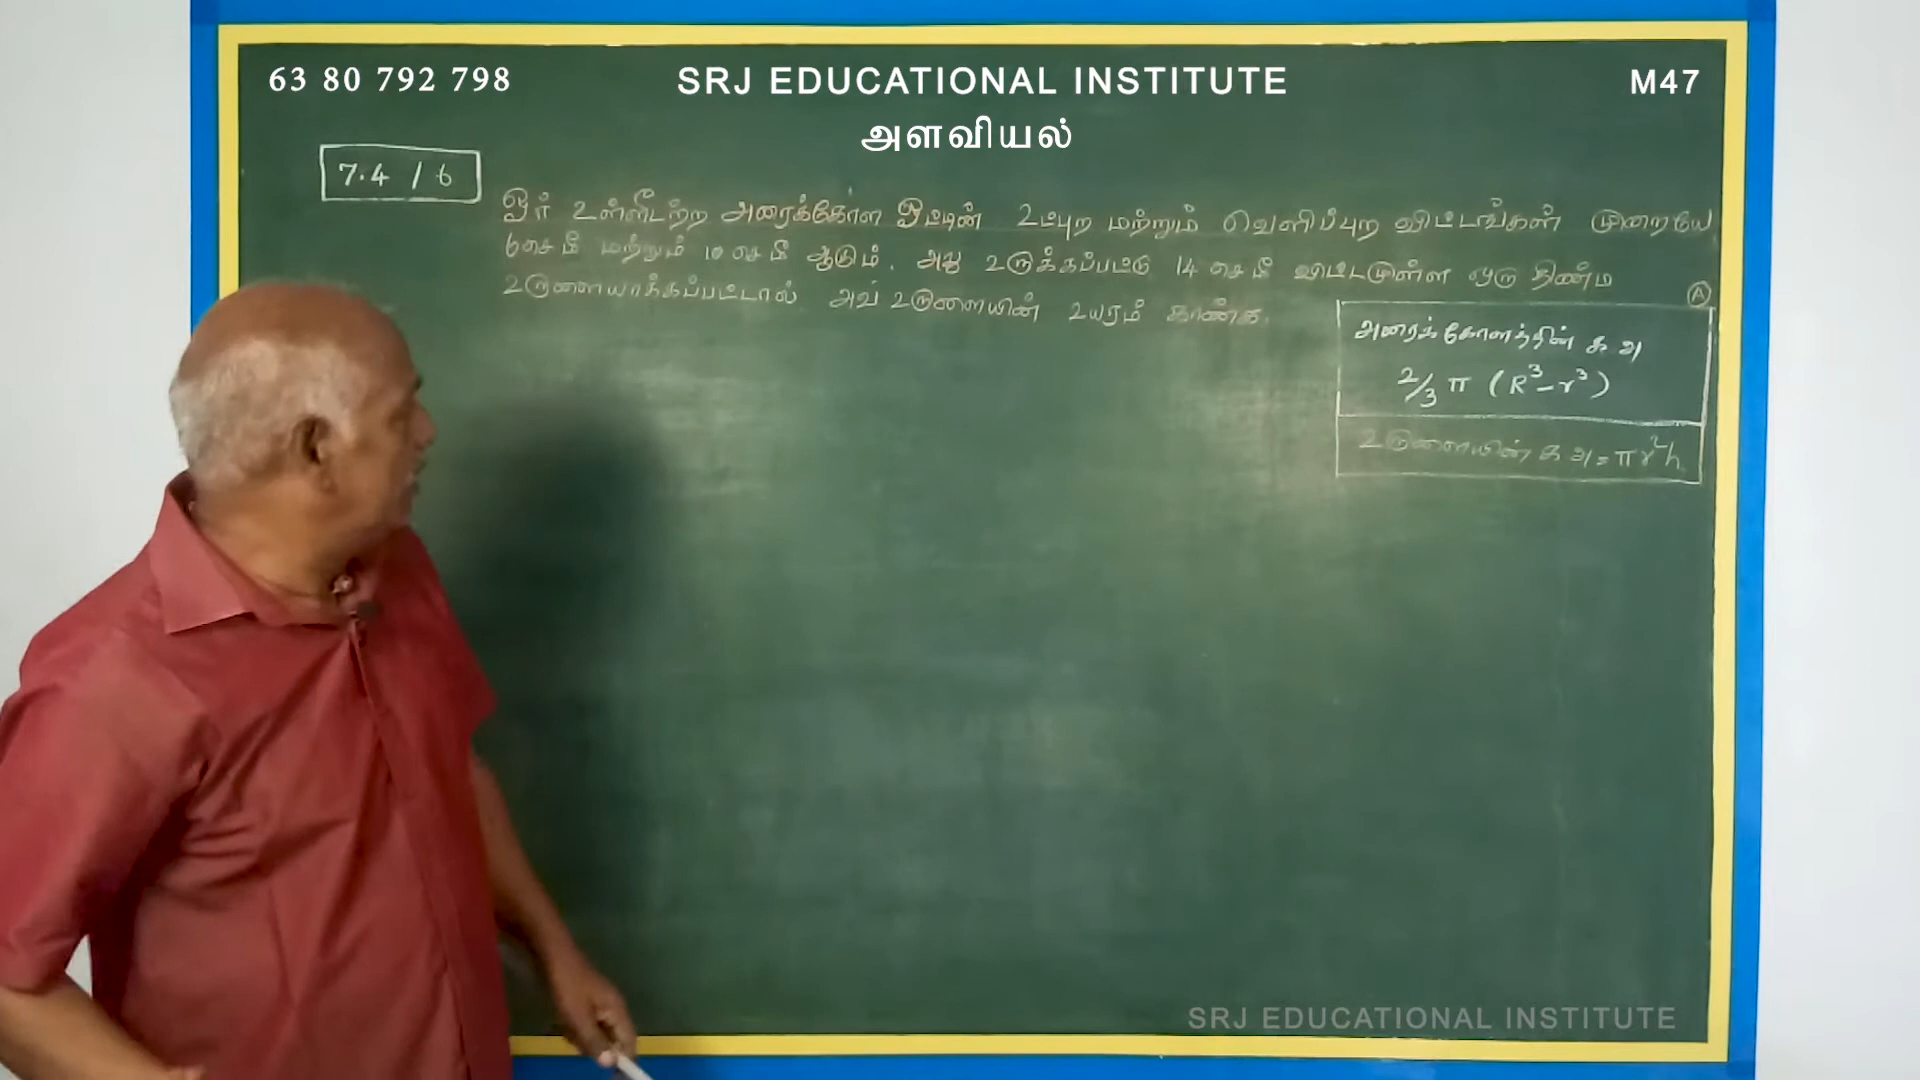 63 80 792 798
SRJ EDUCATIONAL INSTITUTE
M47
அளவியல்
7.4 / 6
ஓர் உள்ளீடற்ற அரைக்கோள ஓட்டின் உட்புற மற்றும் வெளிப்புற விட்டங்கள் முறையே
6 செ மீ மற்றும் 10 செ மீ ஆகும். அது உருக்கப்பட்டு 14 செ மீ விட்டமுள்ள ஒரு திண்ம
உருளையாக்கப்பட்டால் அவ் உருளையின் உயரம் காண்க.
A
அரைக்கோளத்தின் க அ
2/3 π (R³-r³)
உருளையின் க அ = πr²h
SRJ EDUCATIONAL INSTITUTE